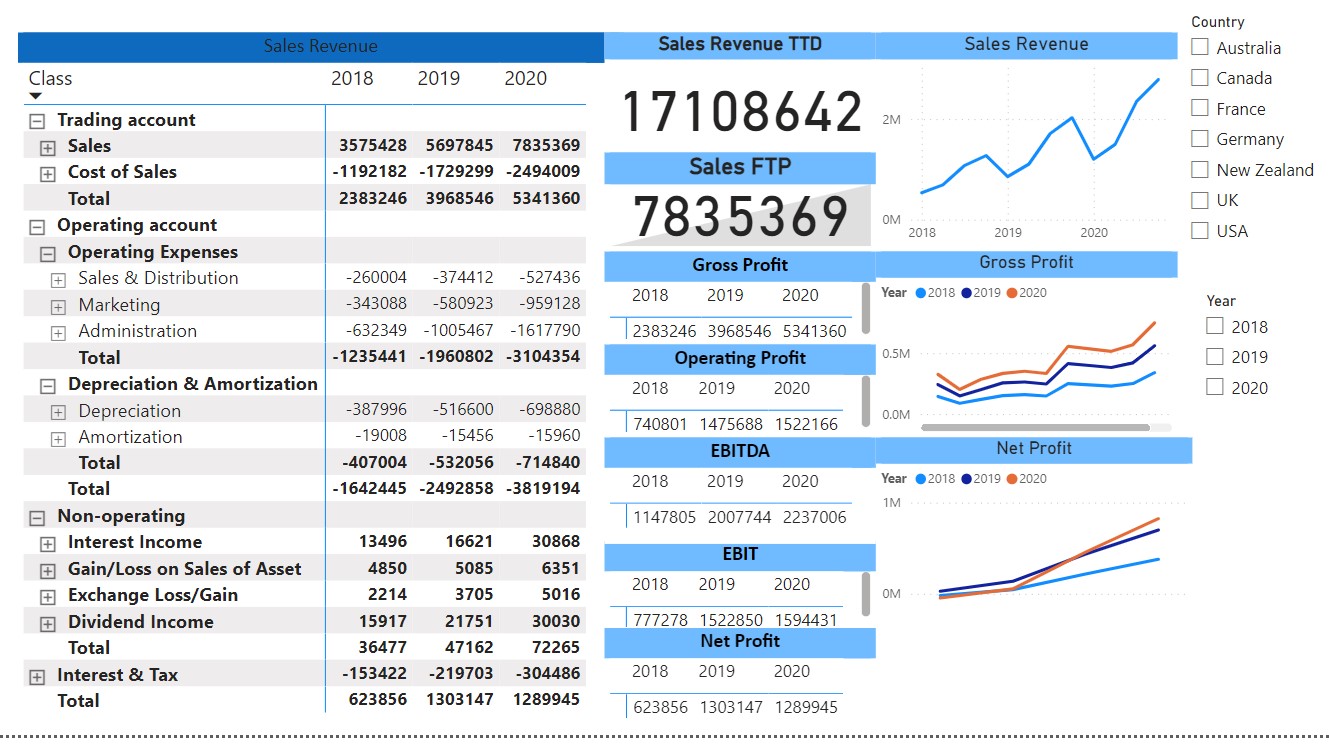 Sales Revenue
Class 2018 2019 2020
Trading account
Sales 3575428 5697845 7835369
Cost of Sales -1192182 -1729299 -2494009
Total 2383246 3968546 5341360
Operating account
Operating Expenses
Sales & Distribution -260004 -374412 -527436
Marketing -343088 -580923 -959128
Administration -632349 -1005467 -1617790
Total -1235441 -1960802 -3104354
Depreciation & Amortization
Depreciation -387996 -516600 -698880
Amortization -19008 -15456 -15960
Total -407004 -532056 -714840
Total -1642445 -2492858 -3819194
Non-operating
Interest Income 13496 16621 30868
Gain/Loss on Sales of Asset 4850 5085 6351
Exchange Loss/Gain 2214 3705 5016
Dividend Income 15917 21751 30030
Total 36477 47162 72265
Interest & Tax -153422 -219703 -304486
Total 623856 1303147 1289945
Sales Revenue TTD
17108642
Sales FTP
7835369
Gross Profit
2018 2019 2020
2383246 3968546 5341360
Operating Profit
2018 2019 2020
740801 1475688 1522166
EBITDA
2018 2019 2020
1147805 2007744 2237006
EBIT
2018 2019 2020
777278 1522850 1594431
Net Profit
2018 2019 2020
623856 1303147 1289945
Sales Revenue
2M
0M
2018 2019 2020
Gross Profit
Year 2018 2019 2020
0.5M
0.0M
Net Profit
Year 2018 2019 2020
1M
0M
Country
Australia
Canada
France
Germany
New Zealand
UK
USA
Year
2018
2019
2020